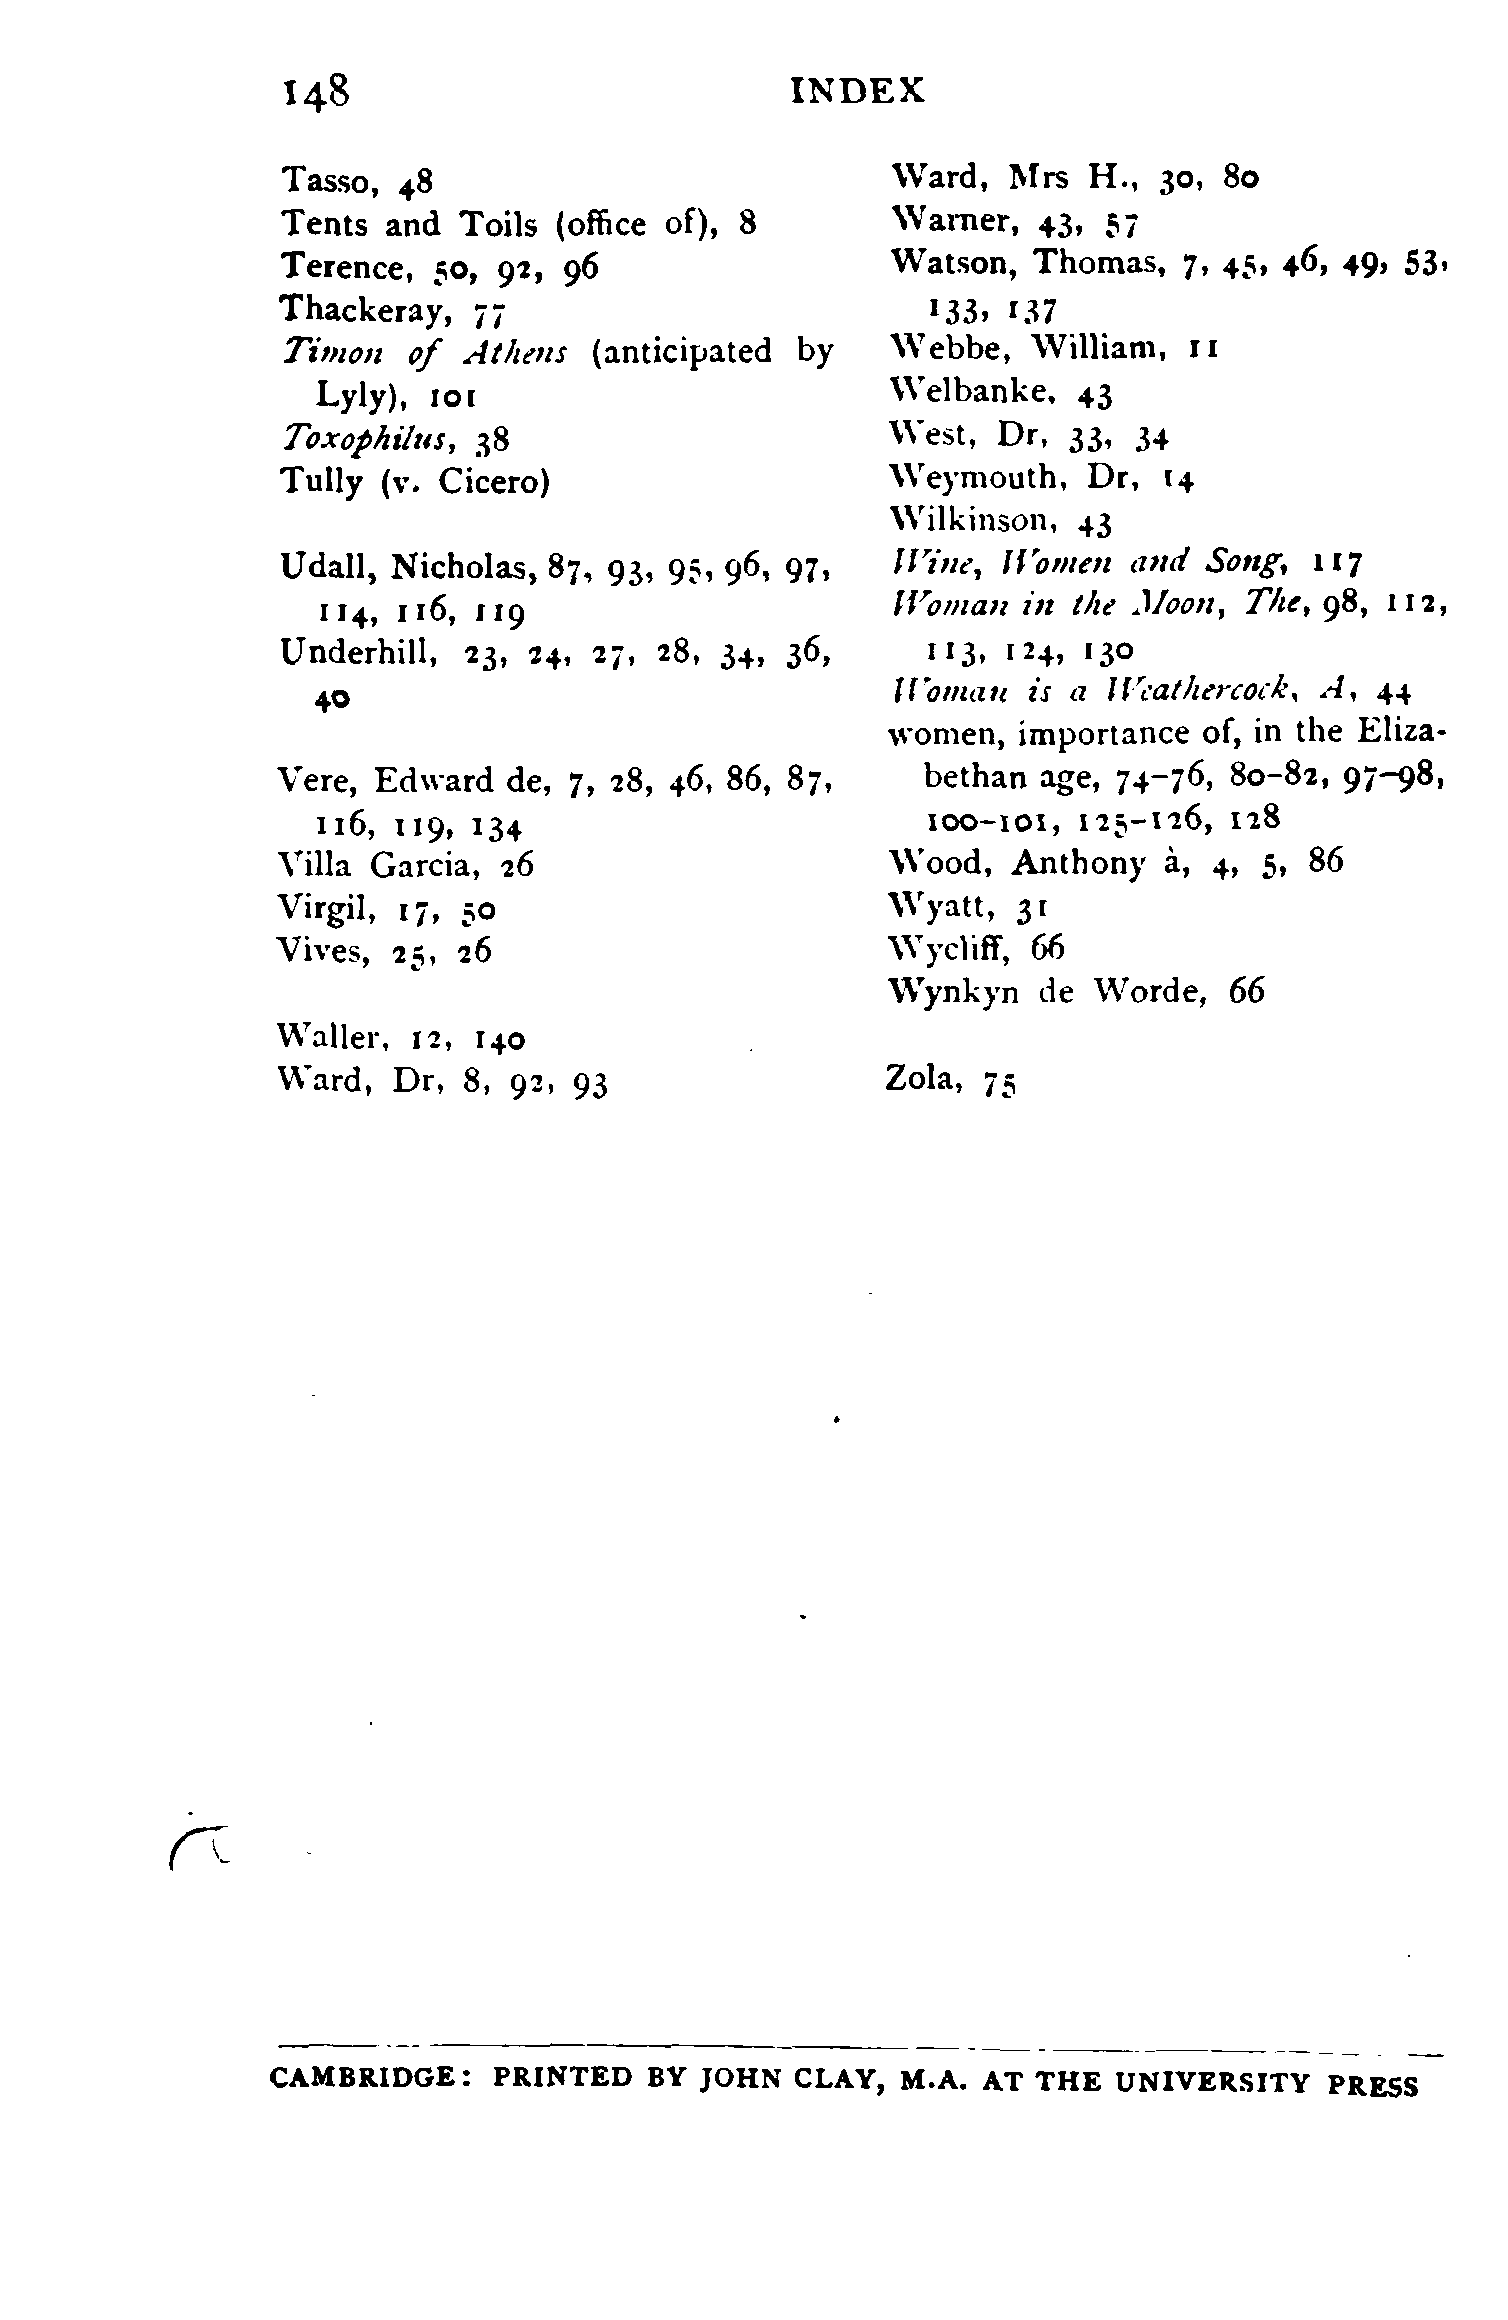 148
INDEX
Tasso, 48
Tents and Toils (office of), 8
Terence, 50, 92, 96
Thackeray, 77
Timon of Athens (anticipated by
Lyly), 101
Toxophilus, 38
Tully (v. Cicero)
Udall, Nicholas, 87, 93, 95, 96, 97,
114, 116, 119
Underhill, 23, 24, 27, 28, 34, 36,
40
Vere, Edward de, 7, 28, 46, 86, 87,
116, 119, 134
Villa Garcia, 26
Virgil, 17, 50
Vives, 25, 26
Waller, 12, 140
Ward, Dr, 8, 92, 93
Ward, Mrs H., 30, 80
Warner, 43, 57
Watson, Thomas, 7, 45, 46, 49, 53,
133, 137
Webbe, William, 11
Welbanke, 43
West, Dr, 33, 34
Weymouth, Dr, 14
Wilkinson, 43
Wine, Women and Song, 117
Woman in the Moon, The, 98, 112,
113, 124, 130
Woman is a Weathercock, A, 44
women, importance of, in the Eliza-
bethan age, 74–76, 80–82, 97–98,
100–101, 125–126, 128
Wood, Anthony à, 4, 5, 86
Wyatt, 31
Wycliff, 66
Wynkyn de Worde, 66
Zola, 75
CAMBRIDGE: PRINTED BY JOHN CLAY, M.A. AT THE UNIVERSITY PRESS